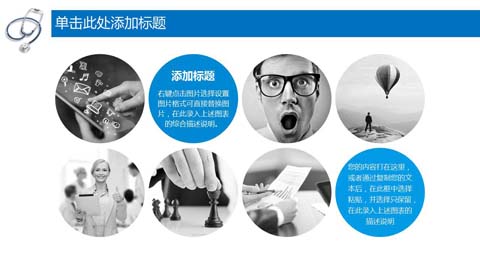 单击此处添加标题
添加标题
右键点击图片选择设置
图片格式可直接替换图
片，在此录入上述图表
的综合描述说明。
您的内容打在这里，
或者通过复制您的文
本后，在此框中选择
粘贴，并选择只保留，
在此录入上述图表的
描述说明